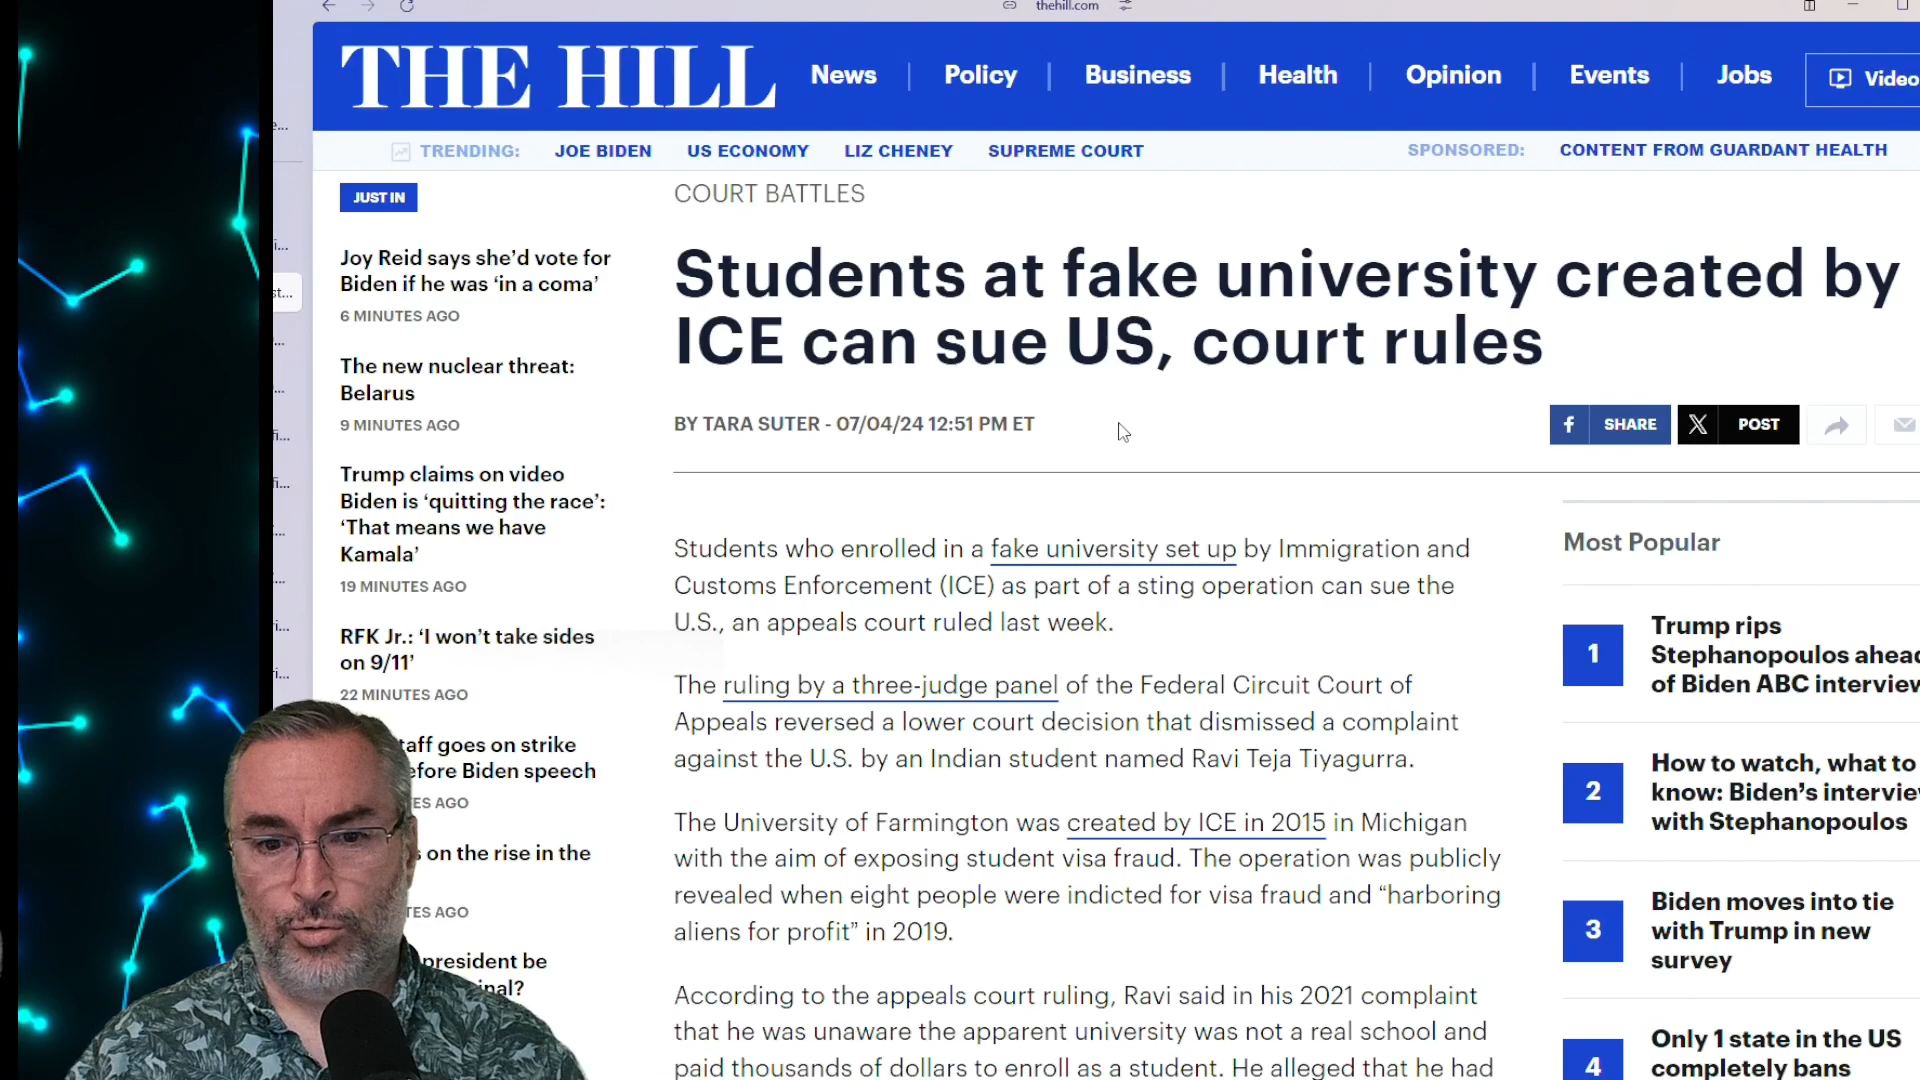 thehill.com
THE HILL
News
Policy
Business
Health
Opinion
Events
Jobs
Video
TRENDING:
JOE BIDEN
US ECONOMY
LIZ CHENEY
SUPREME COURT
SPONSORED:
CONTENT FROM GUARDANT HEALTH
JUST IN
Joy Reid says she’d vote for
Biden if he was ‘in a coma’
6 MINUTES AGO
The new nuclear threat:
Belarus
9 MINUTES AGO
Trump claims on video
Biden is ‘quitting the race’:
‘That means we have
Kamala’
19 MINUTES AGO
RFK Jr.: ‘I won’t take sides
on 9/11’
22 MINUTES AGO
taff goes on strike
efore Biden speech
ES AGO
s on the rise in the
TES AGO
president be
inal?
COURT BATTLES
Students at fake university created by
ICE can sue US, court rules
BY TARA SUTER - 07/04/24 12:51 PM ET
SHARE
POST
Students who enrolled in a fake university set up by Immigration and
Customs Enforcement (ICE) as part of a sting operation can sue the
U.S., an appeals court ruled last week.
The ruling by a three-judge panel of the Federal Circuit Court of
Appeals reversed a lower court decision that dismissed a complaint
against the U.S. by an Indian student named Ravi Teja Tiyagurra.
The University of Farmington was created by ICE in 2015 in Michigan
with the aim of exposing student visa fraud. The operation was publicly
revealed when eight people were indicted for visa fraud and “harboring
aliens for profit” in 2019.
According to the appeals court ruling, Ravi said in his 2021 complaint
that he was unaware the apparent university was not a real school and
paid thousands of dollars to enroll as a student. He alleged that he had
Most Popular
1
Trump rips
Stephanopoulos ahead
of Biden ABC interview
2
How to watch, what to
know: Biden’s interview
with Stephanopoulos
3
Biden moves into tie
with Trump in new
survey
4
Only 1 state in the US
completely bans